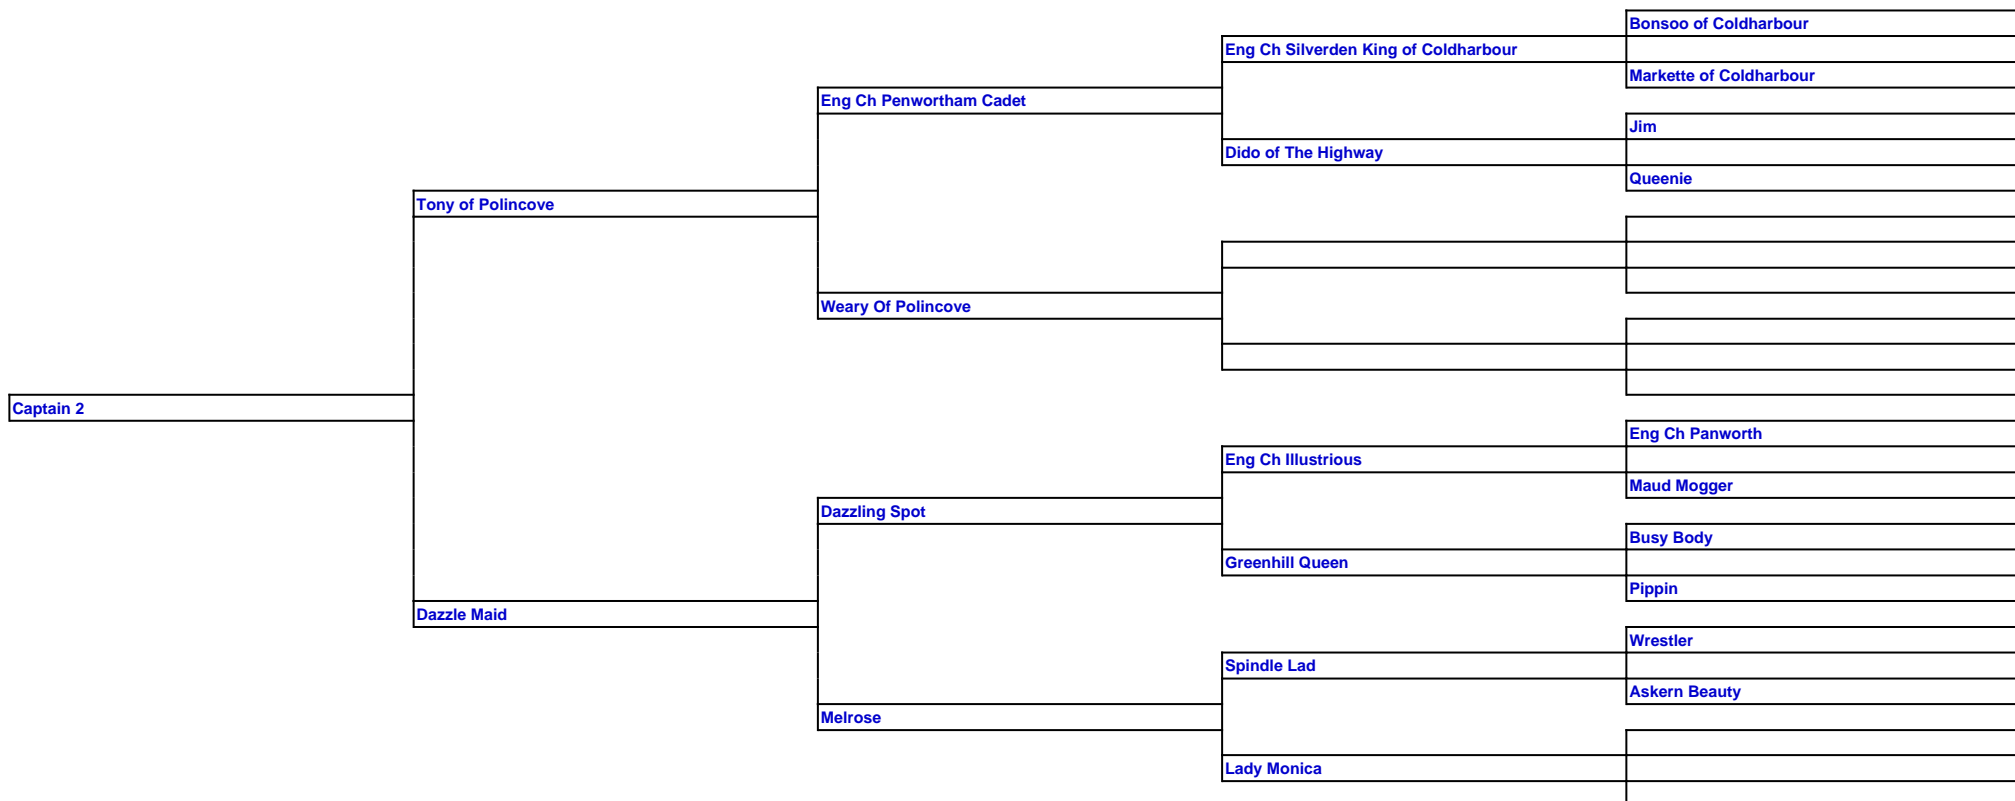 Bonsoo of Coldharbour
Eng Ch Silverden King of Coldharbour
Markette of Coldharbour
Eng Ch Penwortham Cadet
Jim
Dido of The Highway
Queenie
Tony of Polincove
Weary Of Polincove
Captain 2
Eng Ch Panworth
Eng Ch Illustrious
Maud Mogger
Dazzling Spot
Busy Body
Greenhill Queen
Pippin
Dazzle Maid
Wrestler
Spindle Lad
Askern Beauty
Melrose
Lady Monica